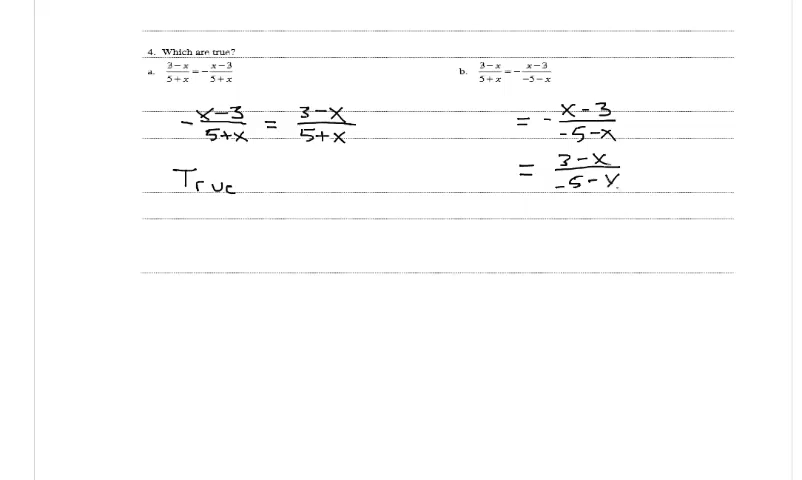 4. Which are true?
a. (3 − x)/(5 + x) = −(x − 3)/(5 + x)
b. (3 − x)/(5 + x) = −(x − 3)/(−5 − x)
-(x-3)/(5+x) = (3-x)/(5+x)
True
= -(x-3)/(-5-x)
= (3-x)/(-5-x)